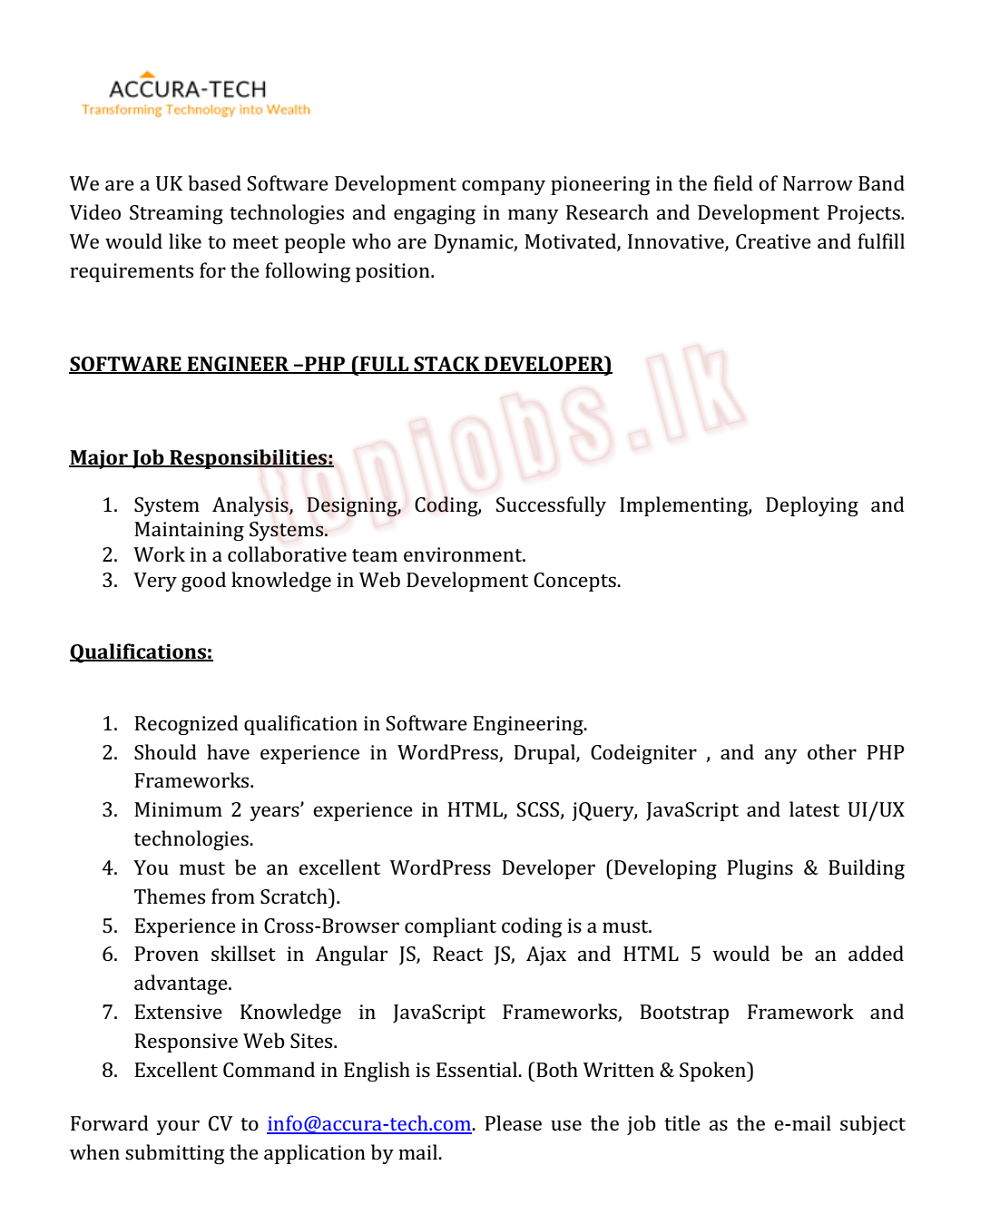 ACCURA-TECH
Transforming Technology into Wealth
We are a UK based Software Development company pioneering in the field of Narrow Band
Video Streaming technologies and engaging in many Research and Development Projects.
We would like to meet people who are Dynamic, Motivated, Innovative, Creative and fulfill
requirements for the following position.
SOFTWARE ENGINEER –PHP (FULL STACK DEVELOPER)
topjobs.lk
Major Job Responsibilities:
1. System Analysis, Designing, Coding, Successfully Implementing, Deploying and
Maintaining Systems.
2. Work in a collaborative team environment.
3. Very good knowledge in Web Development Concepts.
Qualifications:
1. Recognized qualification in Software Engineering.
2. Should have experience in WordPress, Drupal, Codeigniter , and any other PHP
Frameworks.
3. Minimum 2 years’ experience in HTML, SCSS, jQuery, JavaScript and latest UI/UX
technologies.
4. You must be an excellent WordPress Developer (Developing Plugins & Building
Themes from Scratch).
5. Experience in Cross-Browser compliant coding is a must.
6. Proven skillset in Angular JS, React JS, Ajax and HTML 5 would be an added
advantage.
7. Extensive Knowledge in JavaScript Frameworks, Bootstrap Framework and
Responsive Web Sites.
8. Excellent Command in English is Essential. (Both Written & Spoken)
Forward your CV to info@accura-tech.com. Please use the job title as the e-mail subject
when submitting the application by mail.